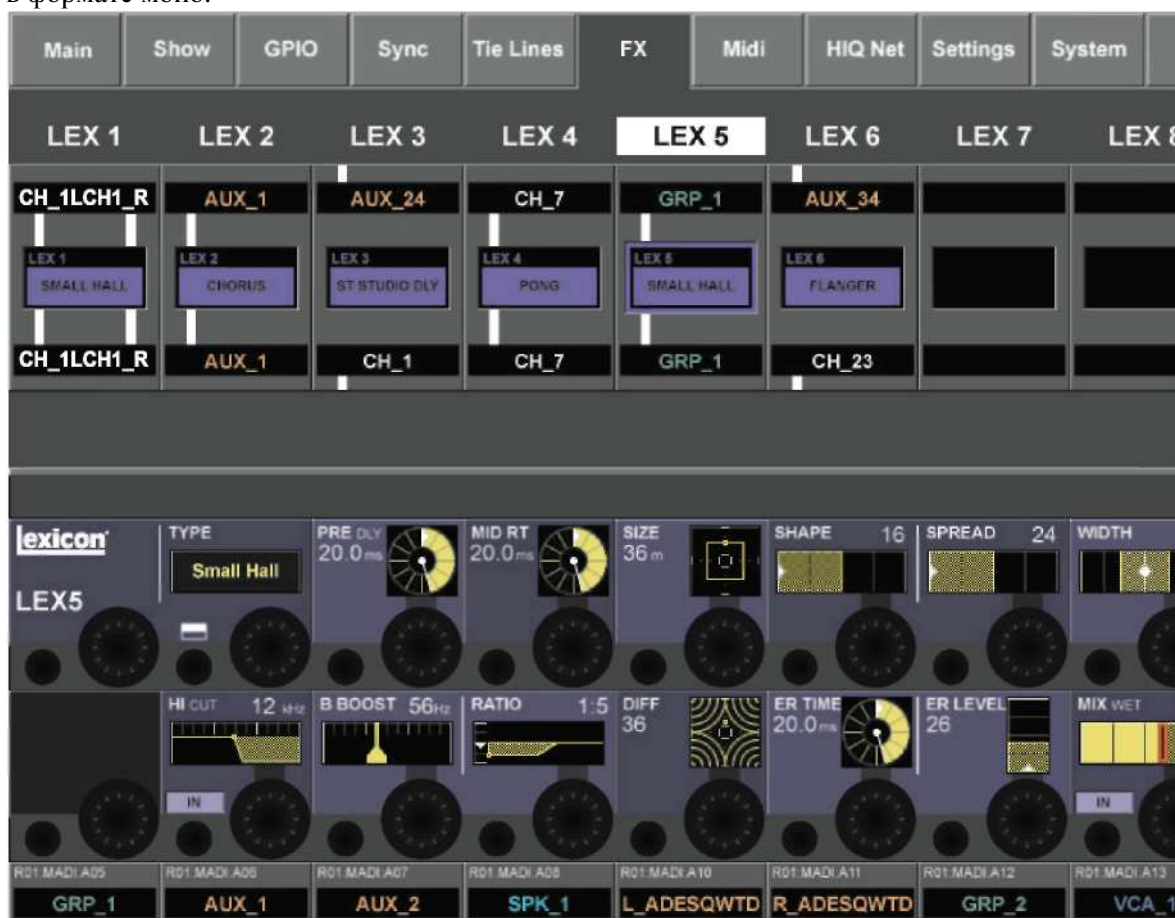 в формате моно.
Main Show GPIO Sync Tie Lines FX Midi HIQ Net Settings System
LEX 1 LEX 2 LEX 3 LEX 4 LEX 5 LEX 6 LEX 7 LEX 8
CH_1LCH1_R AUX_1 AUX_24 CH_7 GRP_1 AUX_34
LEX 1 LEX 2 LEX 3 LEX 4 LEX 5 LEX 6
SMALL HALL CHORUS ST STUDIO DLY PONG SMALL HALL FLANGER
CH_1LCH1_R AUX_1 CH_1 CH_7 GRP_1 CH_23
lexicon TYPE PRE DLY MID RT SIZE SHAPE 16 SPREAD 24 WIDTH
20.0 ms 20.0 ms 36 m
Small Hall
LEX5
HI CUT 12 kHz B BOOST 56Hz RATIO 1:5 DIFF ER TIME ER LEVEL MIX WET
36 20.0 ms 26
IN IN
R01.MADI.A05 R01.MADI.A06 R01.MADI.A07 R01.MADI.A08 R01.MADI.A10 R01.MADI.A11 R01.MADI.A12 R01.MADI.A13
GRP_1 AUX_1 AUX_2 SPK_1 L_ADESQWTD R_ADESQWTD GRP_2 VCA_